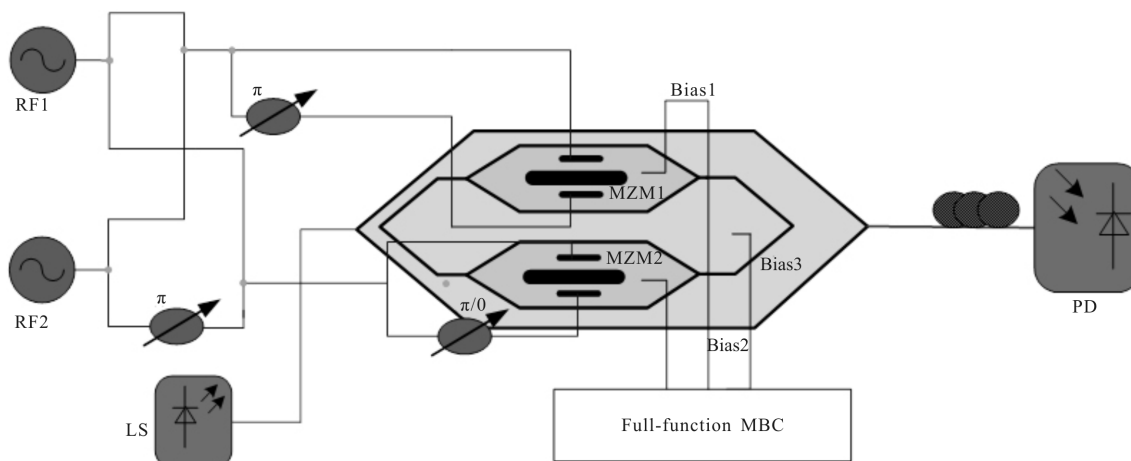 RF1
π
Bias1
MZM1
RF2
π
MZM2
π/0
Bias3
PD
Bias2
LS
Full-function MBC